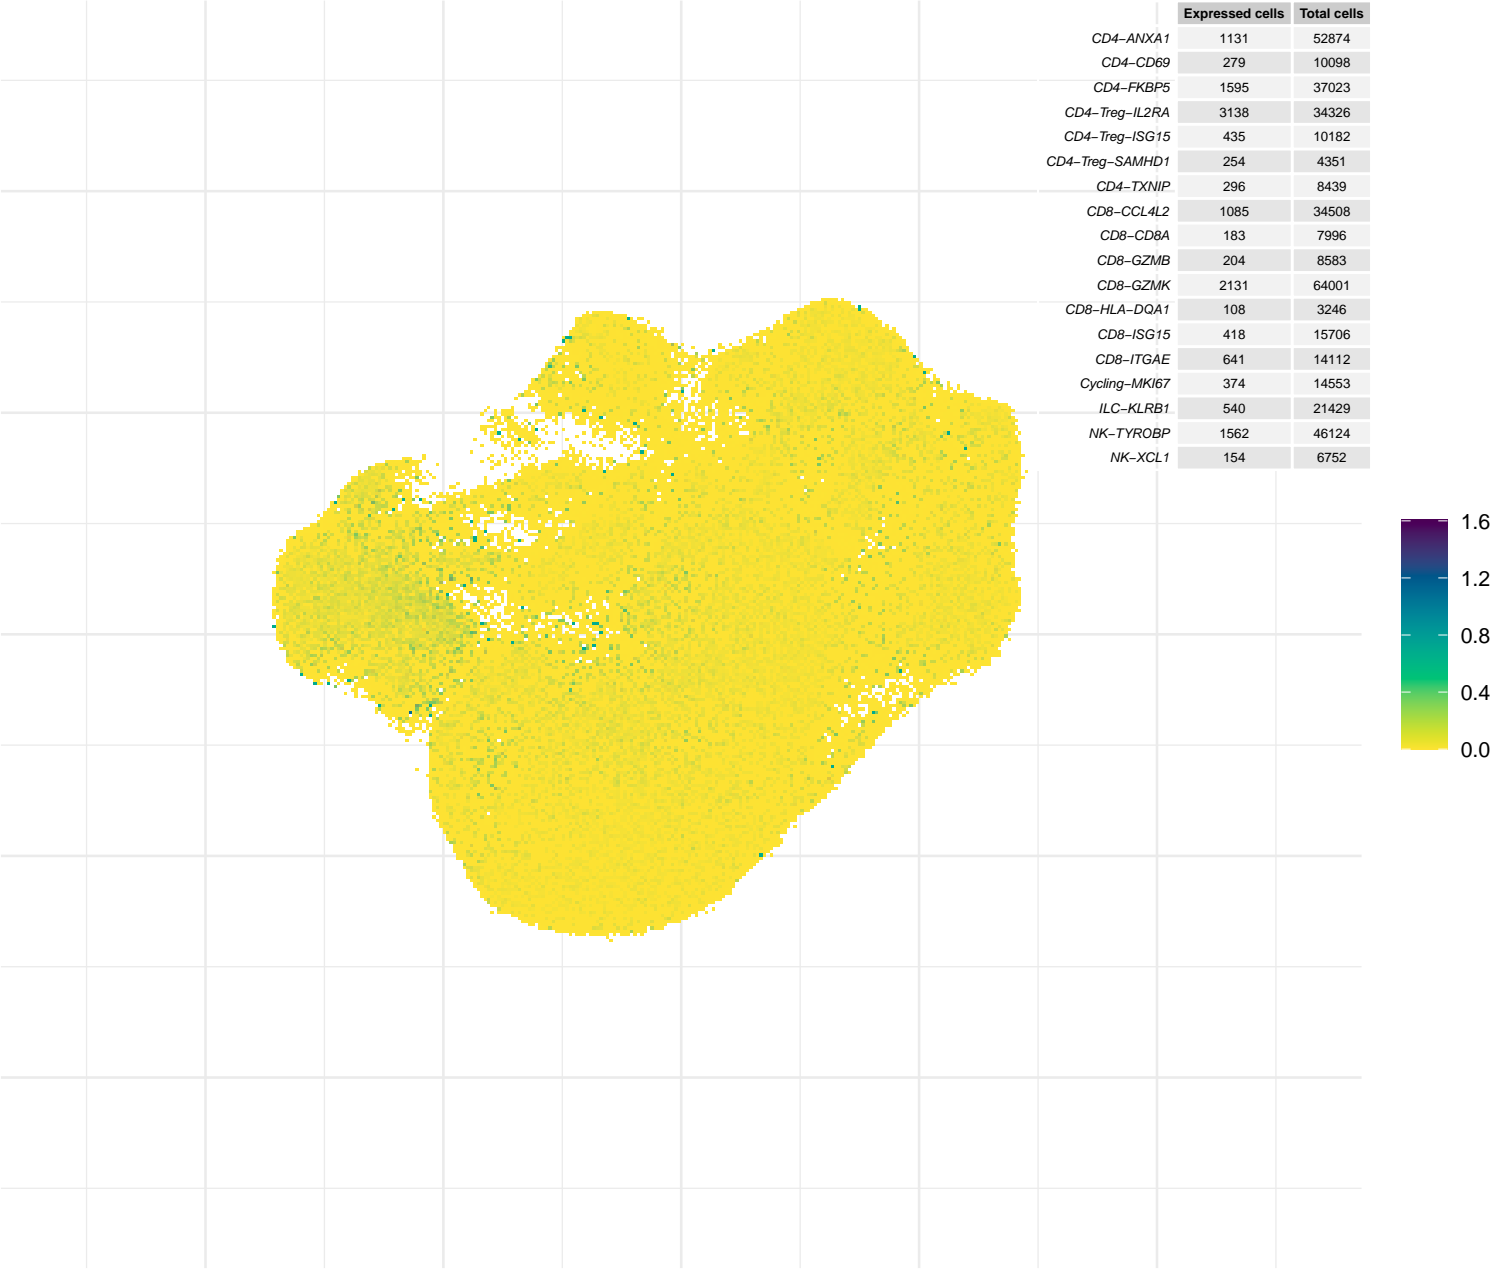 Expressed cells Total cells
CD4−ANXA1 1131 52874
CD4−CD69 279 10098
CD4−FKBP5 1595 37023
CD4−Treg−IL2RA 3138 34326
CD4−Treg−ISG15 435 10182
CD4−Treg−SAMHD1 254 4351
CD4−TXNIP 296 8439
CD8−CCL4L2 1085 34508
CD8−CD8A 183 7996
CD8−GZMB 204 8583
CD8−GZMK 2131 64001
CD8−HLA−DQA1 108 3246
CD8−ISG15 418 15706
CD8−ITGAE 641 14112
Cycling−MKI67 374 14553
ILC−KLRB1 540 21429
NK−TYROBP 1562 46124
NK−XCL1 154 6752
1.6
1.2
0.8
0.4
0.0